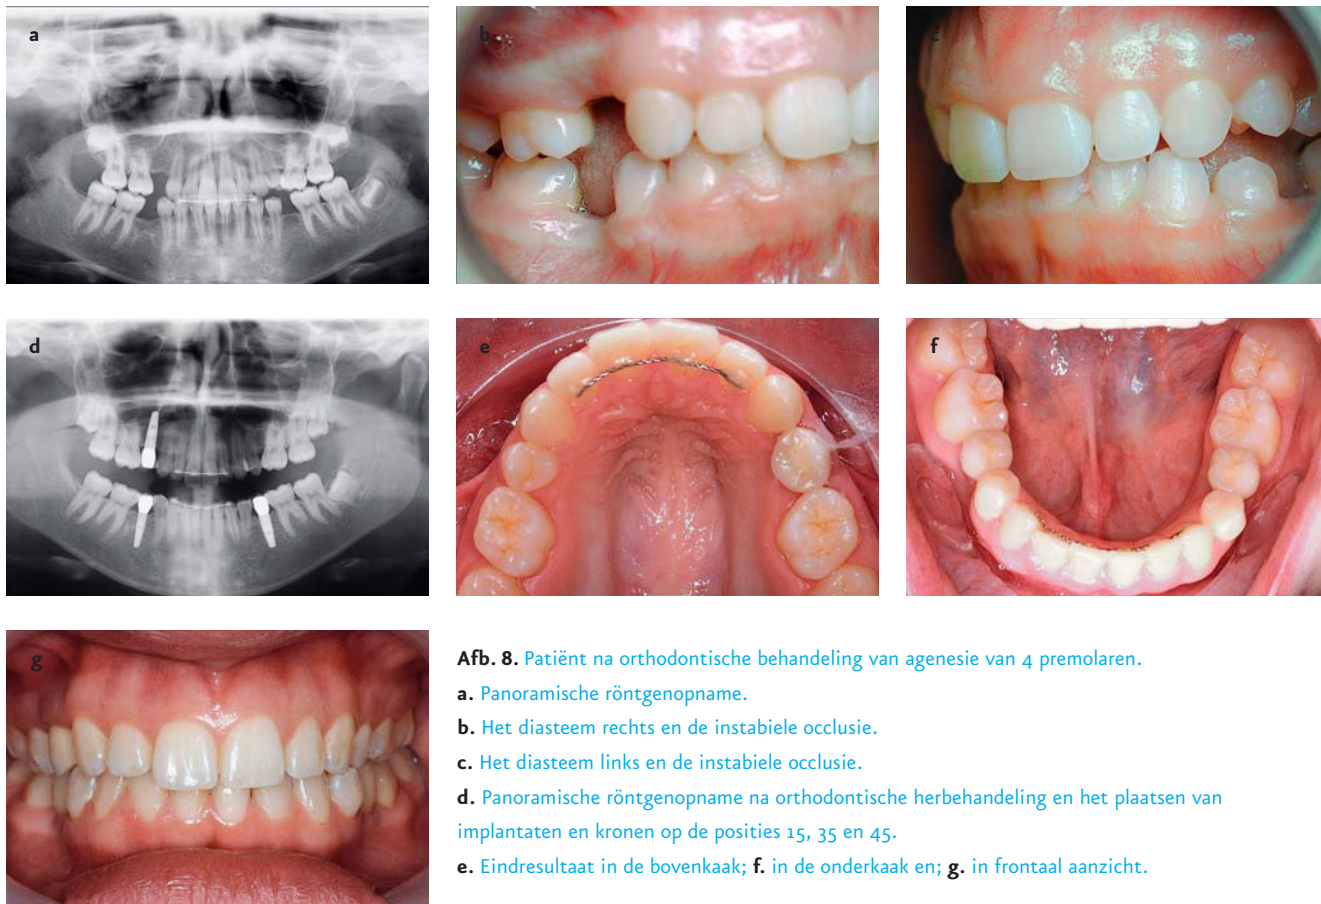 a
b
c
d
e
f
g
Afb. 8. Patiënt na orthodontische behandeling van agenesie van 4 premolaren.
a. Panoramische röntgenopname.
b. Het diasteem rechts en de instabiele occlusie.
c. Het diasteem links en de instabiele occlusie.
d. Panoramische röntgenopname na orthodontische herbehandeling en het plaatsen van
implantaten en kronen op de posities 15, 35 en 45.
e. Eindresultaat in de bovenkaak; f. in de onderkaak en; g. in frontaal aanzicht.